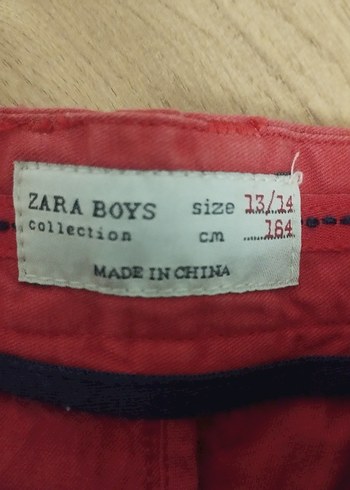 ZARA BOYS size 13/14
collection cm 164
MADE IN CHINA